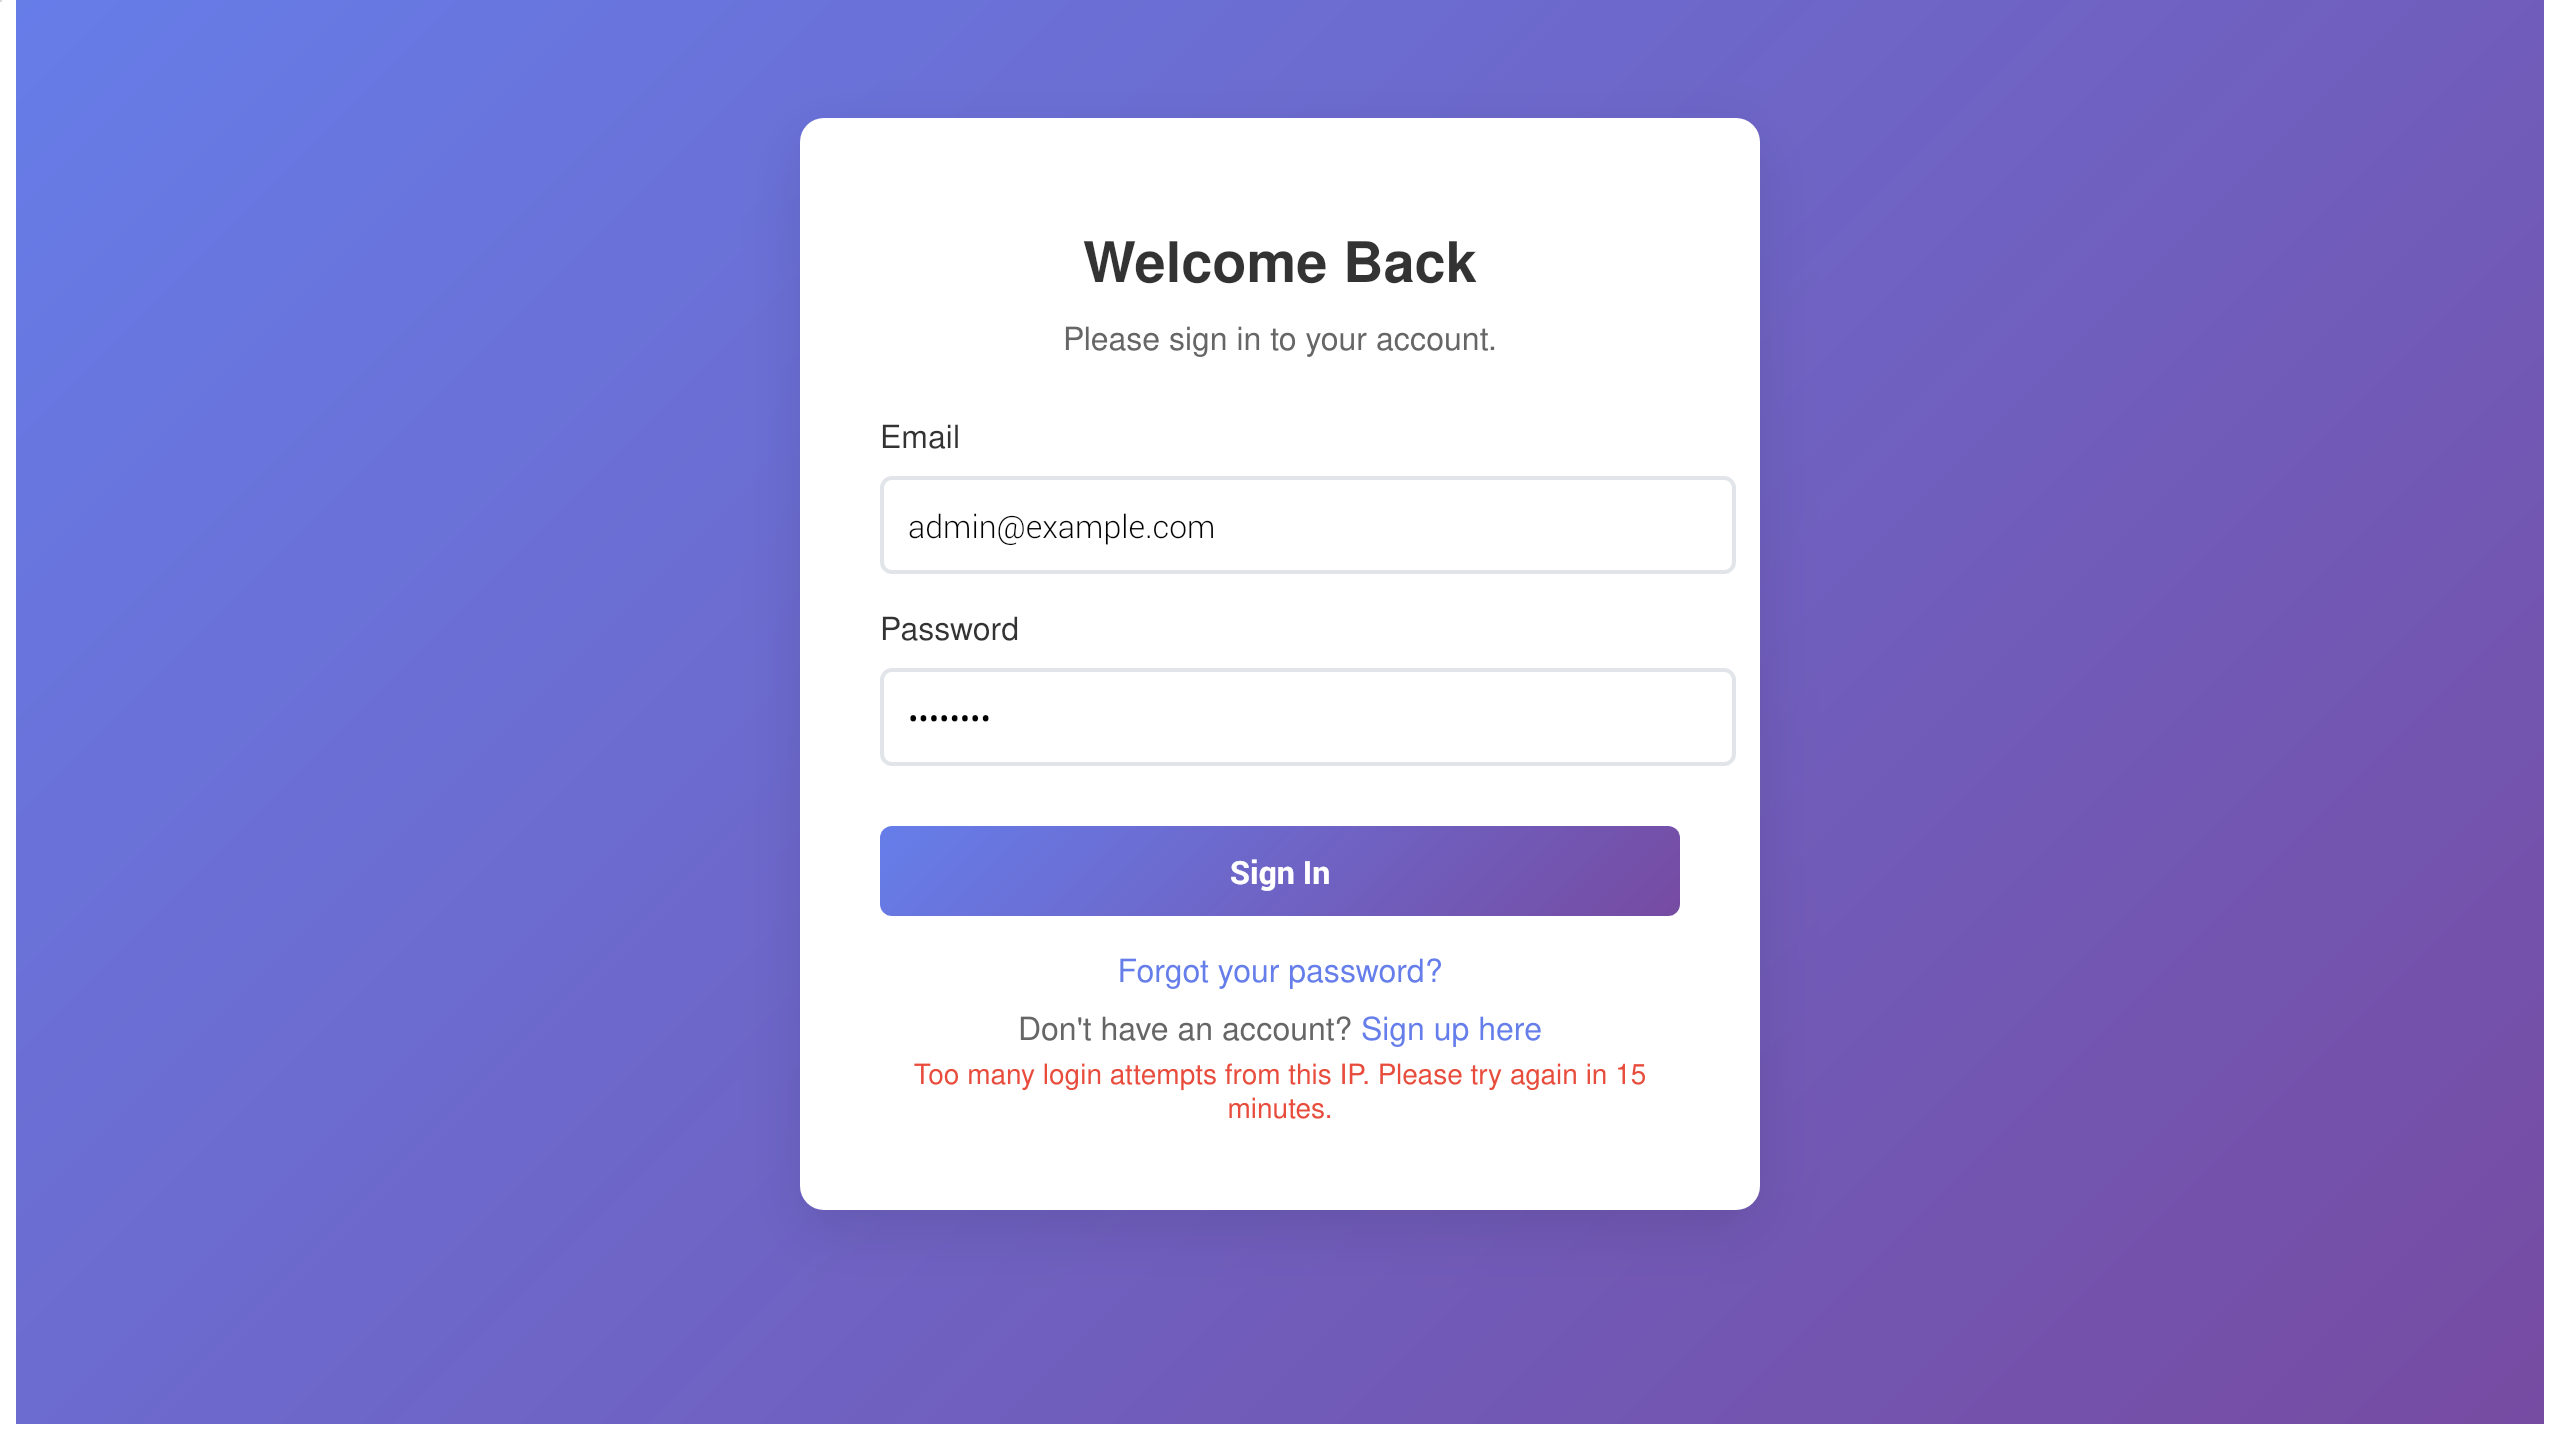 Welcome Back
Please sign in to your account.
Email
admin@example.com
Password
••••••••
Sign In
Forgot your password?
Don't have an account? Sign up here
Too many login attempts from this IP. Please try again in 15
minutes.